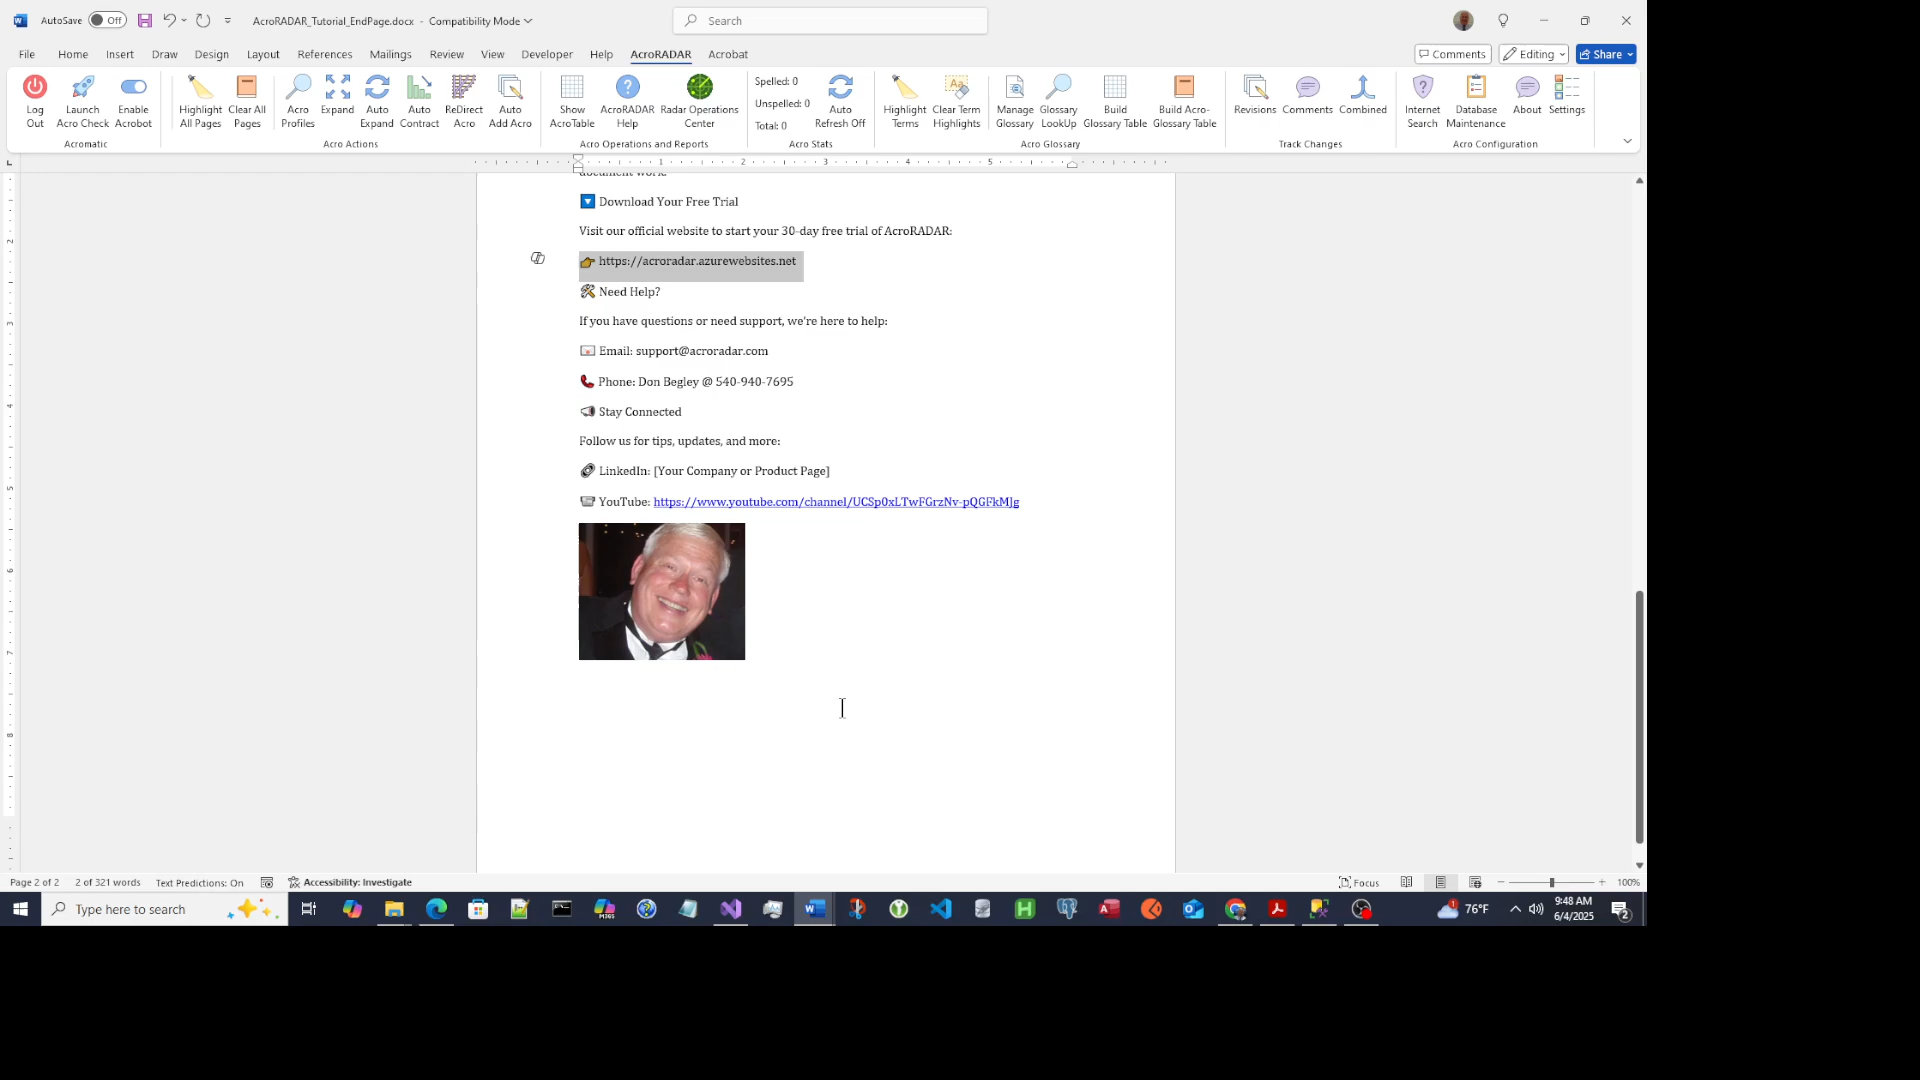 AutoSave Off AcroRADAR_Tutorial_EndPage.docx - Compatibility Mode Search
File Home Insert Draw Design Layout References Mailings Review View Developer Help AcroRADAR Acrobat Comments Editing Share
Log Out Launch Acro Check Enable Acrobot Highlight All Pages Clear All Pages Acro Profiles Expand Auto Expand Auto Contract ReDirect Acro Auto Add Acro Show AcroTable AcroRADAR Help Radar Operations Center Spelled: 0 Unspelled: 0 Total: 0 Auto Refresh Off Highlight Terms Clear Term Highlights Manage Glossary Glossary LookUp Build Glossary Table Build Acro-Glossary Table Revisions Comments Combined Internet Search Database Maintenance About Settings
Acromatic Acro Actions Acro Operations and Reports Acro Stats Acro Glossary Track Changes Acro Configuration
1 2 3 4 5
document work.
Download Your Free Trial
Visit our official website to start your 30-day free trial of AcroRADAR:
https://acroradar.azurewebsites.net
Need Help?
If you have questions or need support, we're here to help:
Email: support@acroradar.com
Phone: Don Begley @ 540-940-7695
Stay Connected
Follow us for tips, updates, and more:
LinkedIn: [Your Company or Product Page]
YouTube: https://www.youtube.com/channel/UCSp0xLTwFGrzNv-pQGFkMJg
Page 2 of 2 2 of 321 words Text Predictions: On Accessibility: Investigate Focus 100%
Type here to search 76°F 9:48 AM
6/4/2025 2